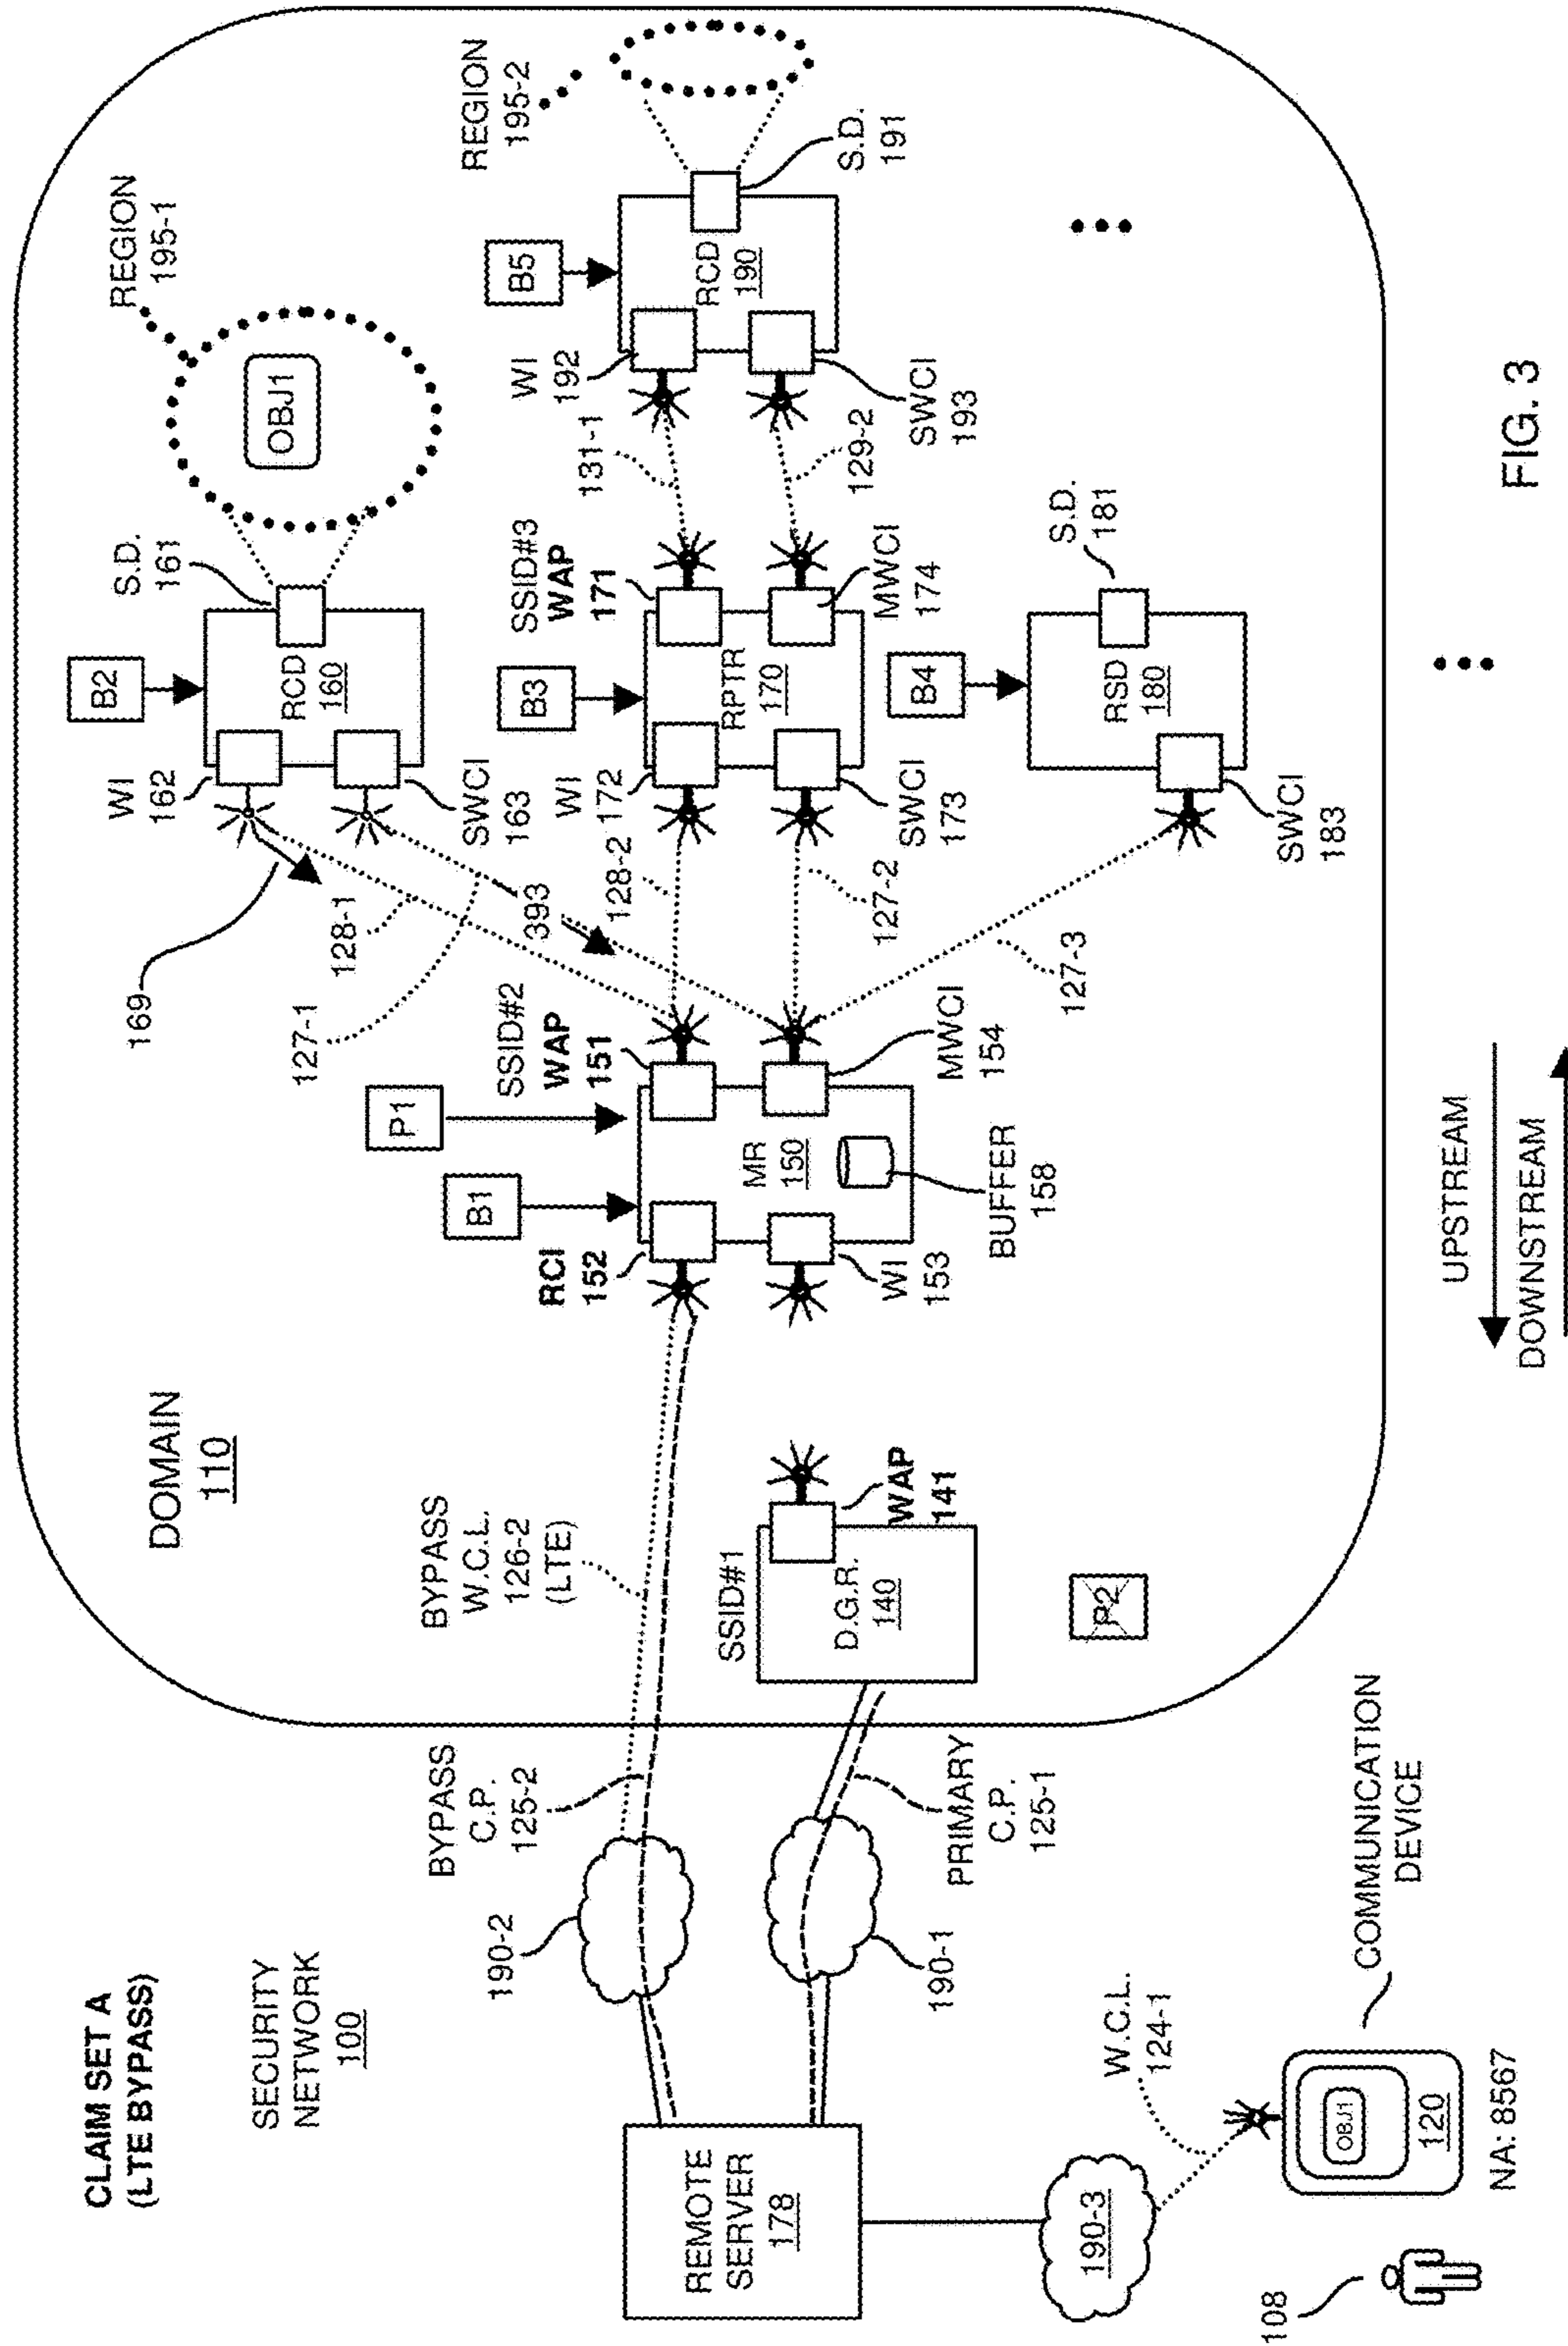 CLAIM SET A
(LTE BYPASS)
SECURITY
NETWORK
100
DOMAIN
110
REGION
195-1
OBJ1
REGION
195-2
S.D.
161
B2
RCD
160
WI
162
SWCI
163
169
128-1
127-1
393
128-2
127-2
127-3
B5
RCD
190
S.D.
191
WI
192
SWCI
193
131-1
129-2
SSID#3
WAP
171
MWCI
174
B3
RPTR
170
WI
172
SWCI
173
B4
RSD
180
S.D.
181
SWCI
183
P1
B1
SSID#2
WAP
151
MWCI
154
MR
150
BUFFER
158
RCI
152
WI
153
BYPASS
W.C.L.
126-2
(LTE)
SSID#1
D.G.R.
140
WAP
141
P2
BYPASS
C.P.
125-2
PRIMARY
C.P.
125-1
190-2
190-1
REMOTE
SERVER
178
190-3
W.C.L.
124-1
COMMUNICATION
DEVICE
OBJ1
120
NA: 8567
108
UPSTREAM
DOWNSTREAM
FIG. 3